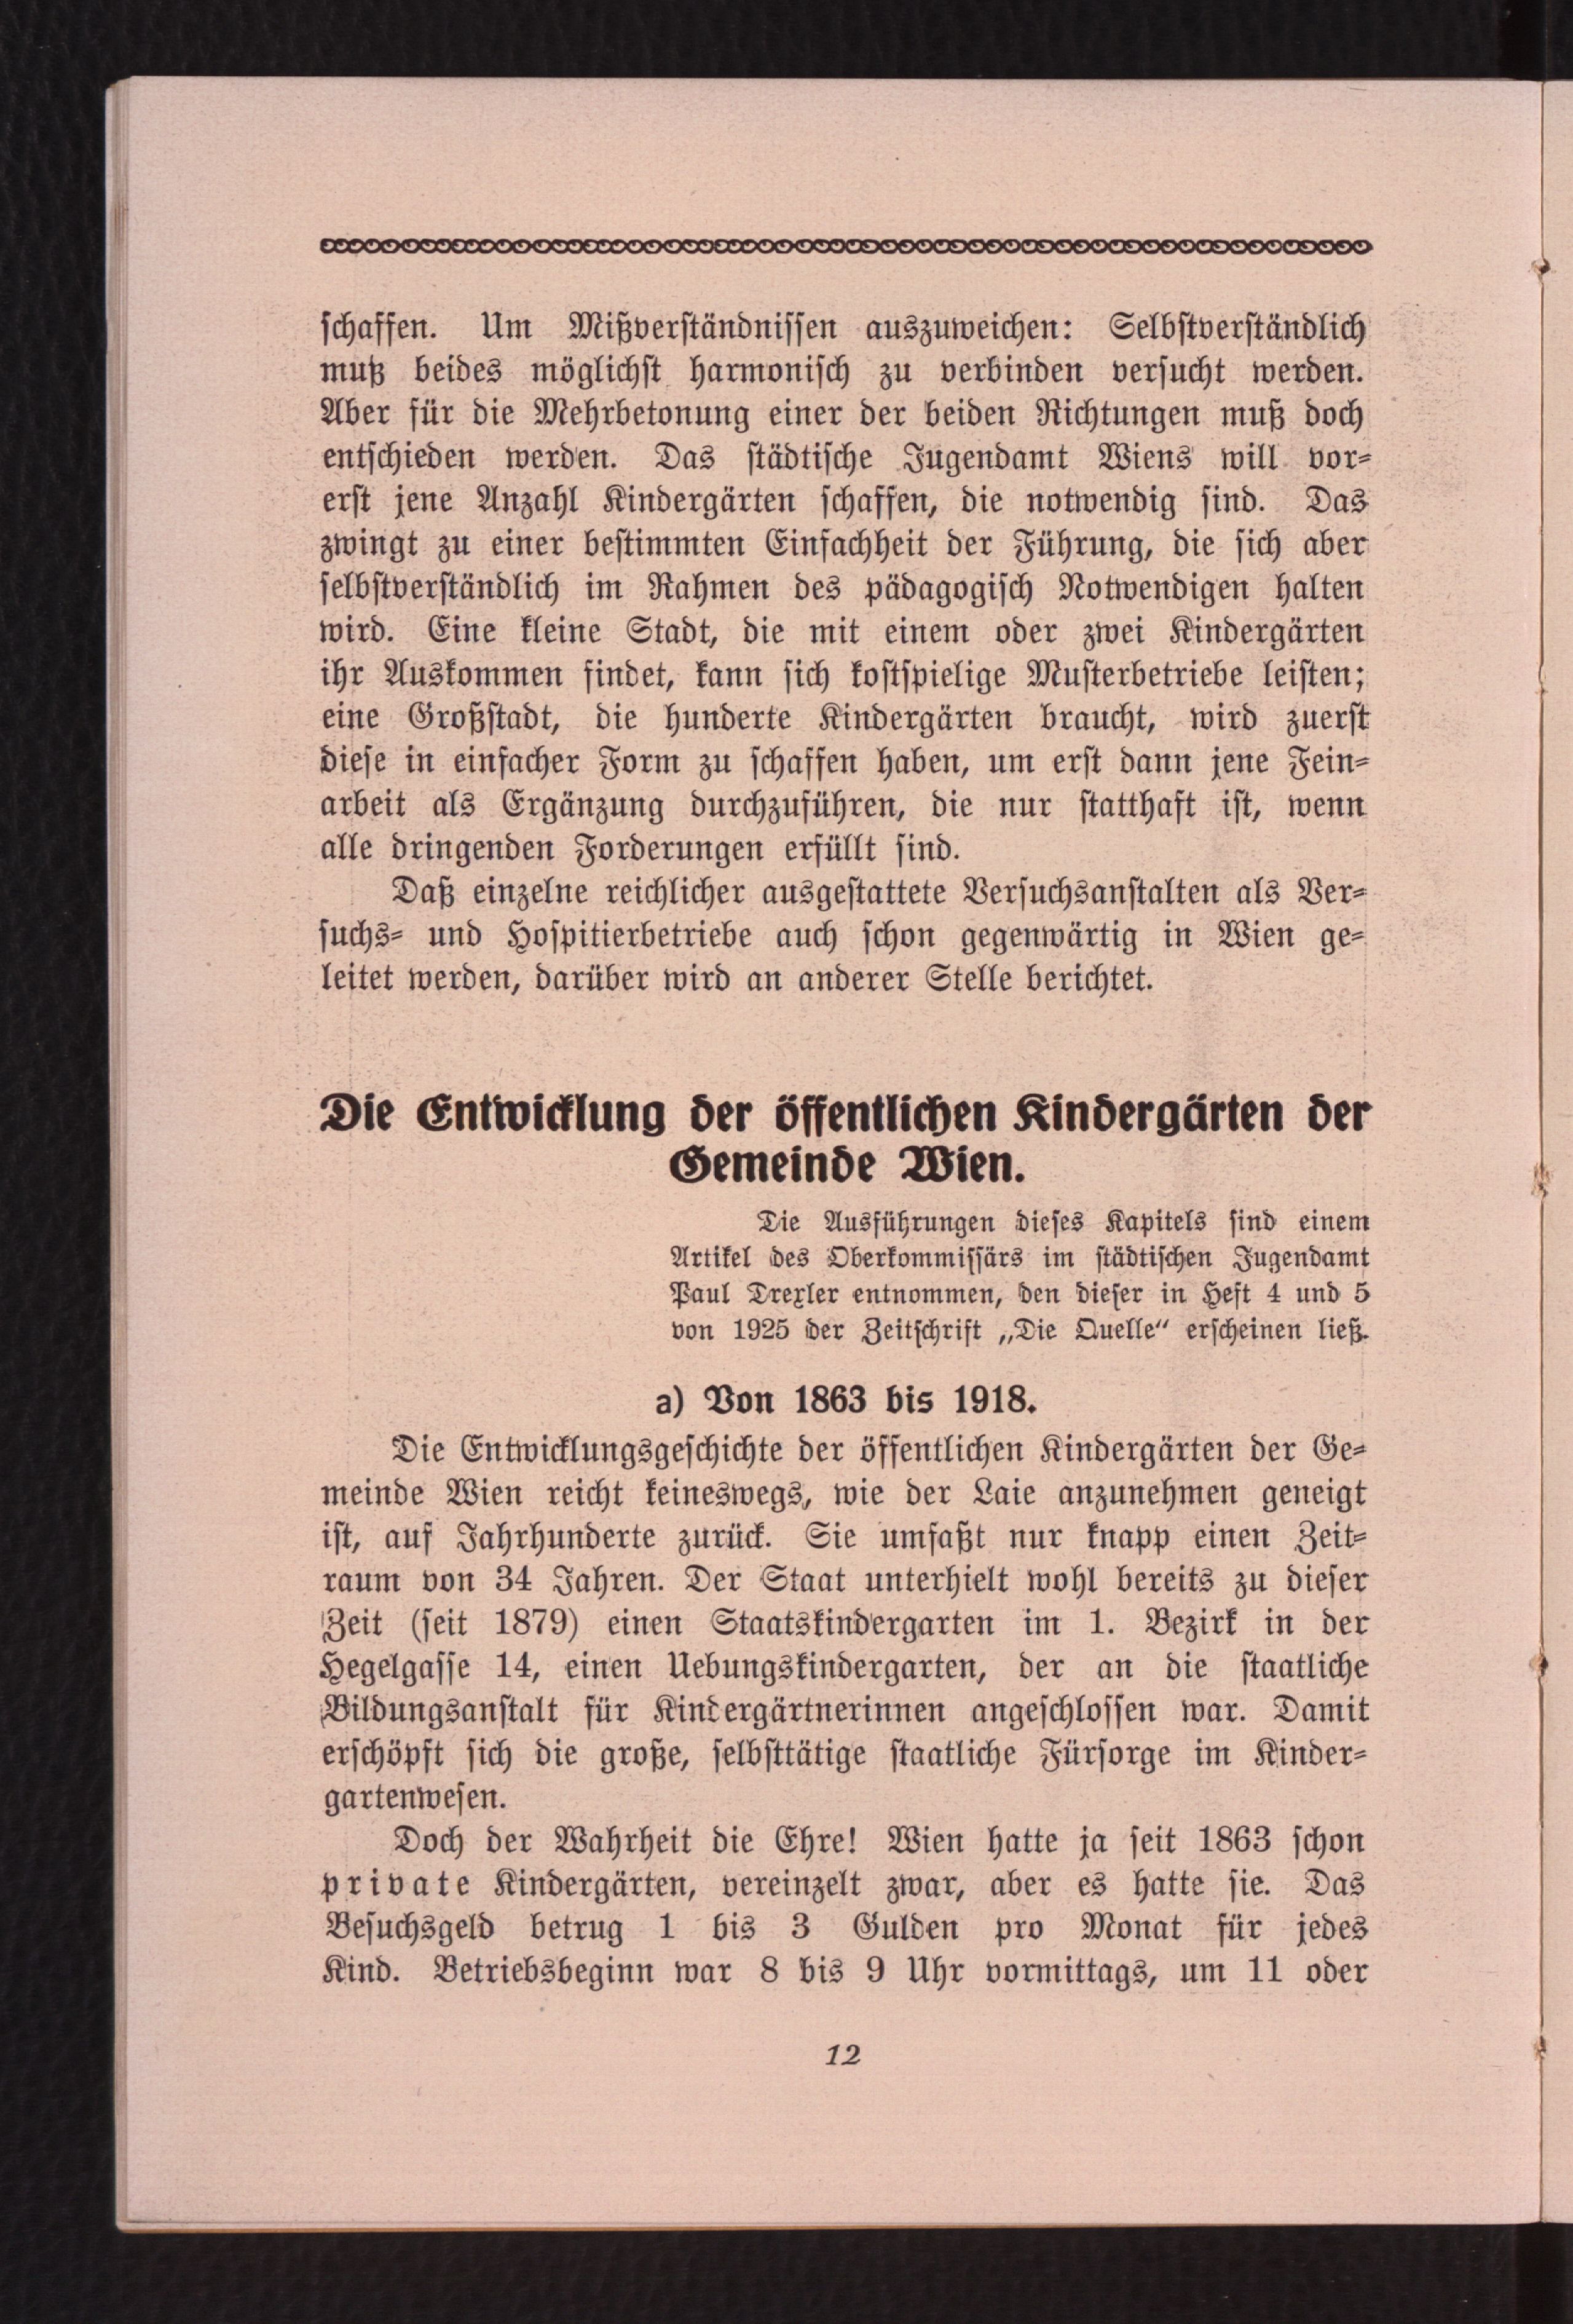 schaffen. Um Mißverständnissen auszuweichen: Selbstverständlich
muß beides möglichst harmonisch zu verbinden versucht werden.
Aber für die Mehrbetonung einer der beiden Richtungen muß doch
entschieden werden. Das städtische Jugendamt Wiens will vor-
erst jene Anzahl Kindergärten schaffen, die notwendig sind. Das
zwingt zu einer bestimmten Einfachheit der Führung, die sich aber
selbstverständlich im Rahmen des pädagogisch Notwendigen halten
wird. Eine kleine Stadt, die mit einem oder zwei Kindergärten
ihr Auskommen findet, kann sich kostspielige Musterbetriebe leisten;
eine Großstadt, die hunderte Kindergärten braucht, wird zuerst
diese in einfacher Form zu schaffen haben, um erst dann jene Fein-
arbeit als Ergänzung durchzuführen, die nur statthaft ist, wenn
alle dringenden Forderungen erfüllt sind.
Daß einzelne reichlicher ausgestattete Versuchsanstalten als Ver-
suchs- und Hospitierbetriebe auch schon gegenwärtig in Wien ge-
leitet werden, darüber wird an anderer Stelle berichtet.
Die Entwicklung der öffentlichen Kindergärten der
Gemeinde Wien.
Die Ausführungen dieses Kapitels sind einem
Artikel des Oberkommissärs im städtischen Jugendamt
Paul Trexler entnommen, den dieser in Heft 4 und 5
von 1925 der Zeitschrift „Die Quelle“ erscheinen ließ.
a) Von 1863 bis 1918.
Die Entwicklungsgeschichte der öffentlichen Kindergärten der Ge-
meinde Wien reicht keineswegs, wie der Laie anzunehmen geneigt
ist, auf Jahrhunderte zurück. Sie umfaßt nur knapp einen Zeit-
raum von 34 Jahren. Der Staat unterhielt wohl bereits zu dieser
Zeit (seit 1879) einen Staatskindergarten im 1. Bezirk in der
Hegelgasse 14, einen Uebungskindergarten, der an die staatliche
Bildungsanstalt für Kindergärtnerinnen angeschlossen war. Damit
erschöpft sich die große, selbsttätige staatliche Fürsorge im Kinder-
gartenwesen.
Doch der Wahrheit die Ehre! Wien hatte ja seit 1863 schon
private Kindergärten, vereinzelt zwar, aber es hatte sie. Das
Besuchsgeld betrug 1 bis 3 Gulden pro Monat für jedes
Kind. Betriebsbeginn war 8 bis 9 Uhr vormittags, um 11 oder
12